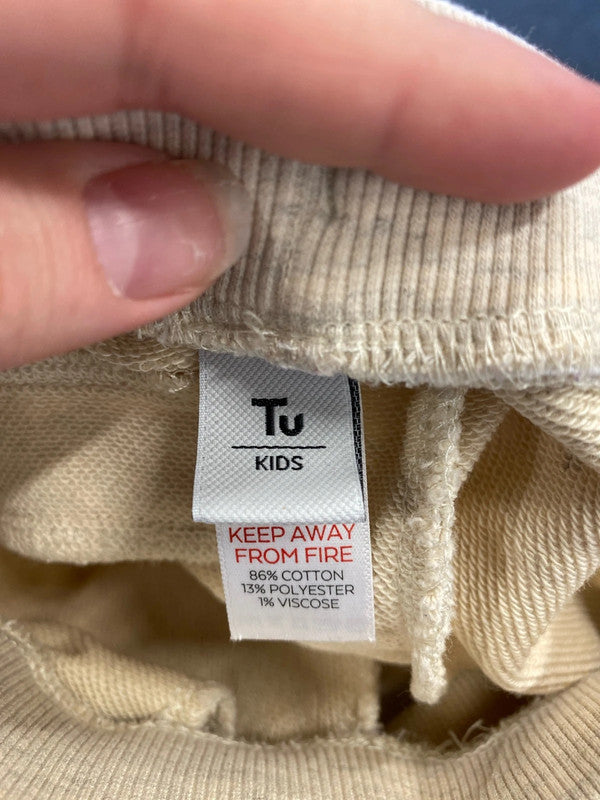 Tu
KIDS
KEEP AWAY
FROM FIRE
86% COTTON
13% POLYESTER
1% VISCOSE